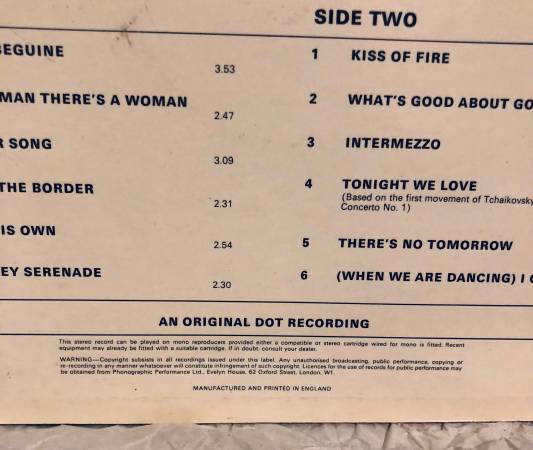 SIDE TWO
BEGUINE
3.53
MAN THERE'S A WOMAN
2.47
R SONG
3.09
THE BORDER
2.31
IS OWN
2.54
EY SERENADE
2.30
1 KISS OF FIRE
2 WHAT'S GOOD ABOUT GO
3 INTERMEZZO
4 TONIGHT WE LOVE
(Based on the first movement of Tchaikovsky
Concerto No. 1)
5 THERE'S NO TOMORROW
6 (WHEN WE ARE DANCING) I
AN ORIGINAL DOT RECORDING
This stereo record can be played on mono reproducers provided either a compatible or stereo cartridge wired for mono is fitted. Recent
equipment may already be fitted with a suitable cartridge. If in doubt consult your dealer.
WARNING—Copyright subsists in all recordings issued under this label. Any unauthorised broadcasting, public performance, copying or
re-recording in any manner whatsoever will constitute infringement of such copyright. Licences for the use of records for public performance may
be obtained from Phonographic Performance Ltd., Evelyn House, 62 Oxford Street, London, W1.
MANUFACTURED AND PRINTED IN ENGLAND